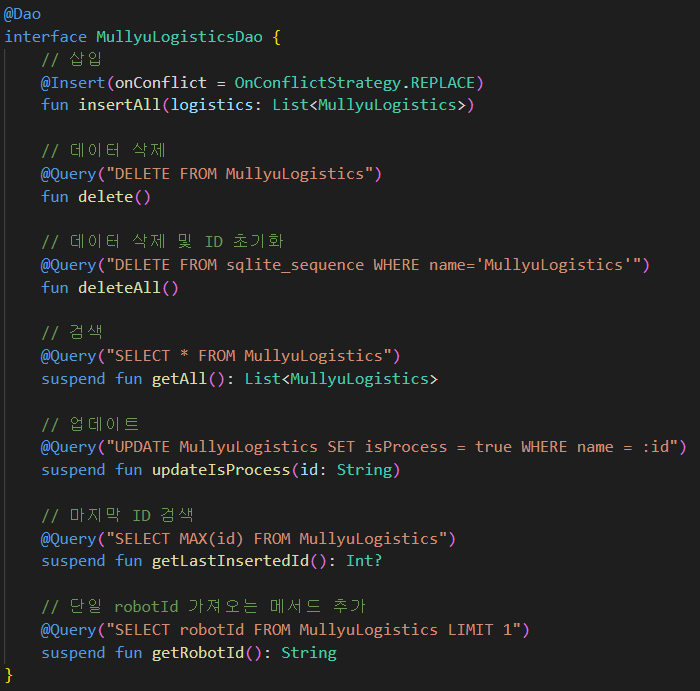 @Dao
interface MullyuLogisticsDao {
    // 삽입
    @Insert(onConflict = OnConflictStrategy.REPLACE)
    fun insertAll(logistics: List<MullyuLogistics>)

    // 데이터 삭제
    @Query("DELETE FROM MullyuLogistics")
    fun delete()

    // 데이터 삭제 및 ID 초기화
    @Query("DELETE FROM sqlite_sequence WHERE name='MullyuLogistics'")
    fun deleteAll()

    // 검색
    @Query("SELECT * FROM MullyuLogistics")
    suspend fun getAll(): List<MullyuLogistics>

    // 업데이트
    @Query("UPDATE MullyuLogistics SET isProcess = true WHERE name = :id")
    suspend fun updateIsProcess(id: String)

    // 마지막 ID 검색
    @Query("SELECT MAX(id) FROM MullyuLogistics")
    suspend fun getLastInsertedId(): Int?

    // 단일 robotId 가져오는 메서드 추가
    @Query("SELECT robotId FROM MullyuLogistics LIMIT 1")
    suspend fun getRobotId(): String
}